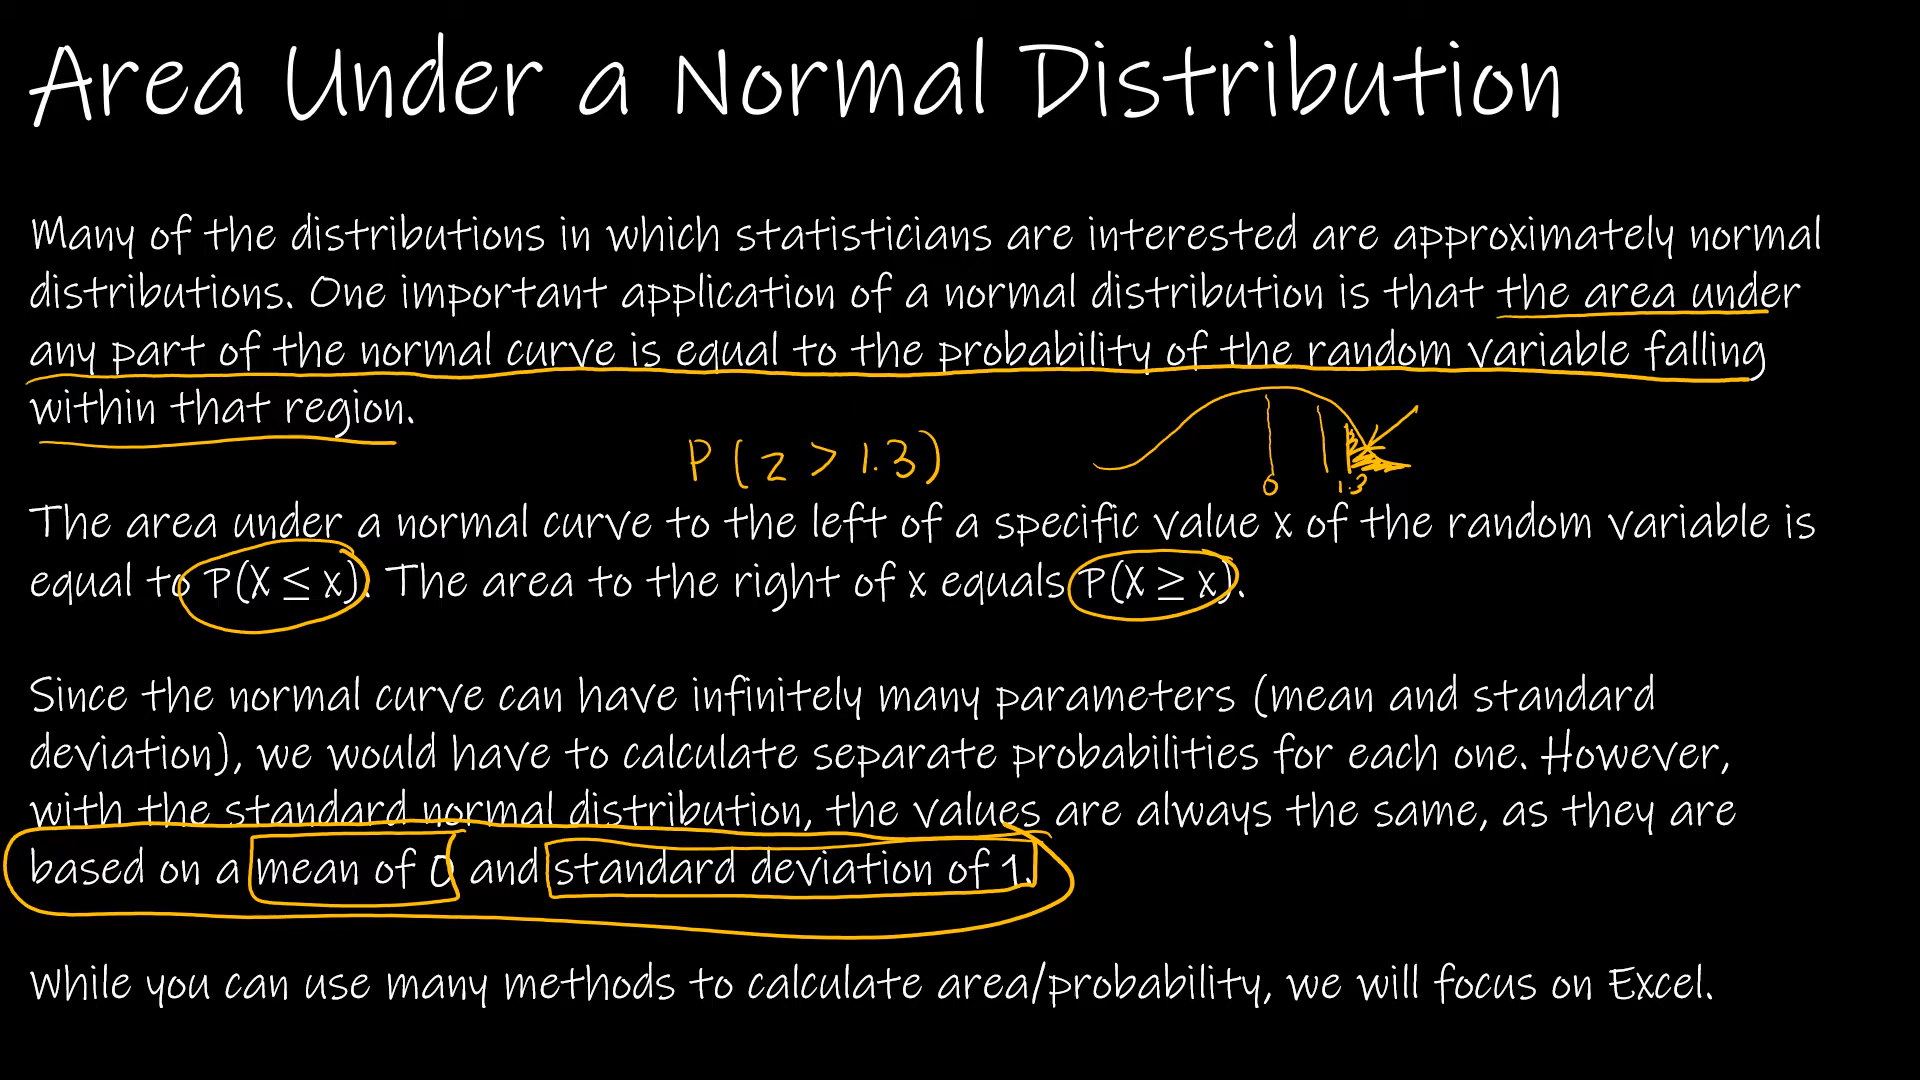 Area Under a Normal Distribution
Many of the distributions in which statisticians are interested are approximately normal
distributions. One important application of a normal distribution is that the area under
any part of the normal curve is equal to the probability of the random variable falling
within that region.
P(z > 1.3)
0 1.3
The area under a normal curve to the left of a specific value x of the random variable is
equal to P(X ≤ x). The area to the right of x equals P(X ≥ x).
Since the normal curve can have infinitely many parameters (mean and standard
deviation), we would have to calculate separate probabilities for each one. However,
with the standard normal distribution, the values are always the same, as they are
based on a mean of 0 and standard deviation of 1.
While you can use many methods to calculate area/probability, we will focus on Excel.